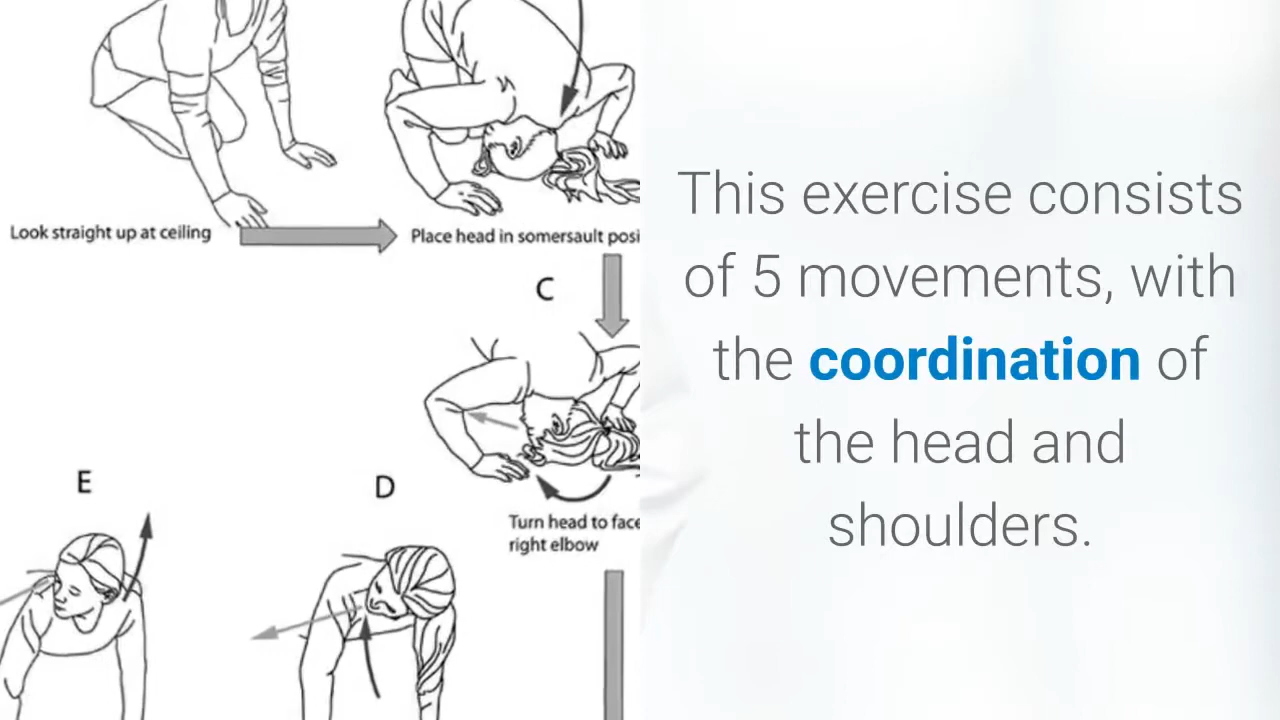 Look straight up at ceiling
Place head in somersault posi
C
Turn head to face
right elbow
E
D
This exercise consists
of 5 movements, with
the coordination of
the head and
shoulders.